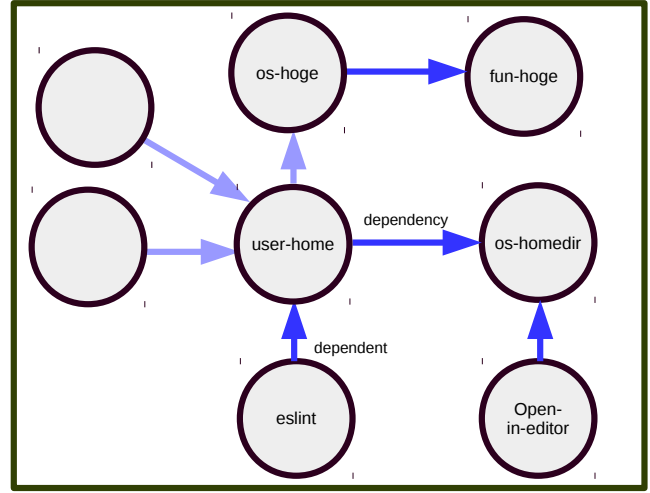 os-hoge
fun-hoge
user-home
dependency
os-homedir
dependent
eslint
Open-
in-editor